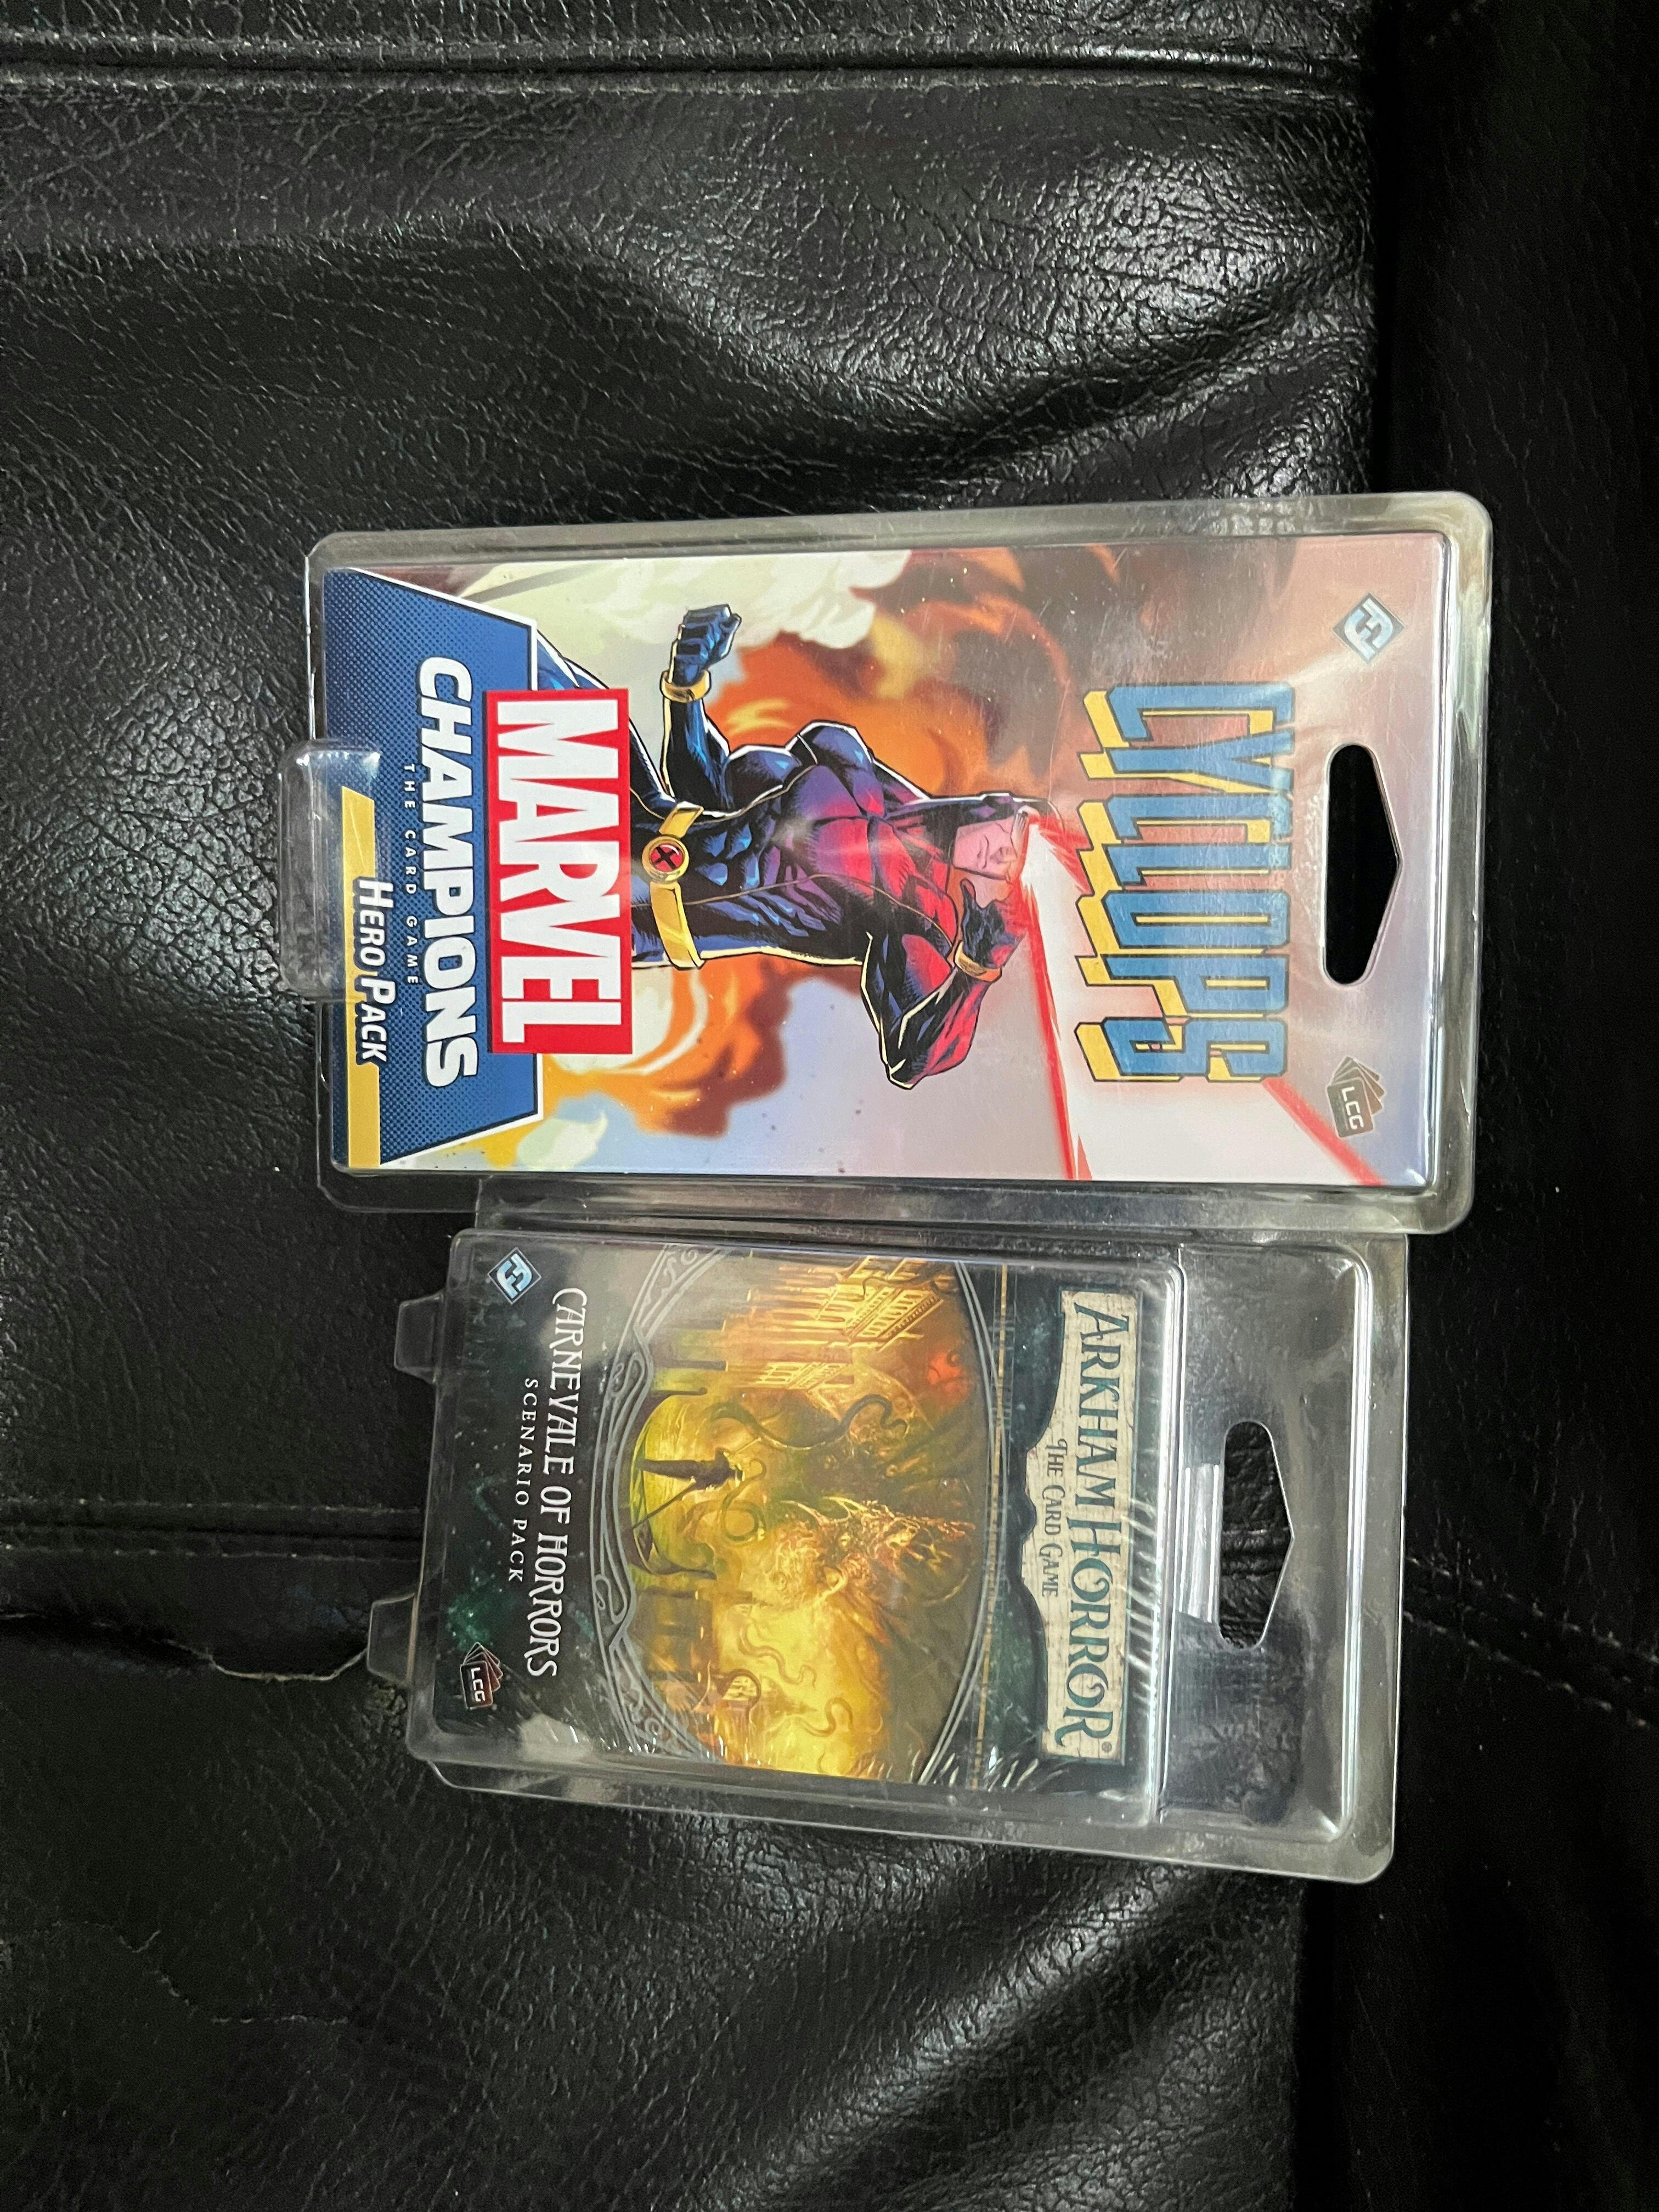 CYCLOPS
LCG
MARVEL
CHAMPIONS
THE CARD GAME
HERO PACK
ARKHAM HORROR®
THE CARD GAME
CARNEVALE OF HORRORS
SCENARIO PACK
LCG